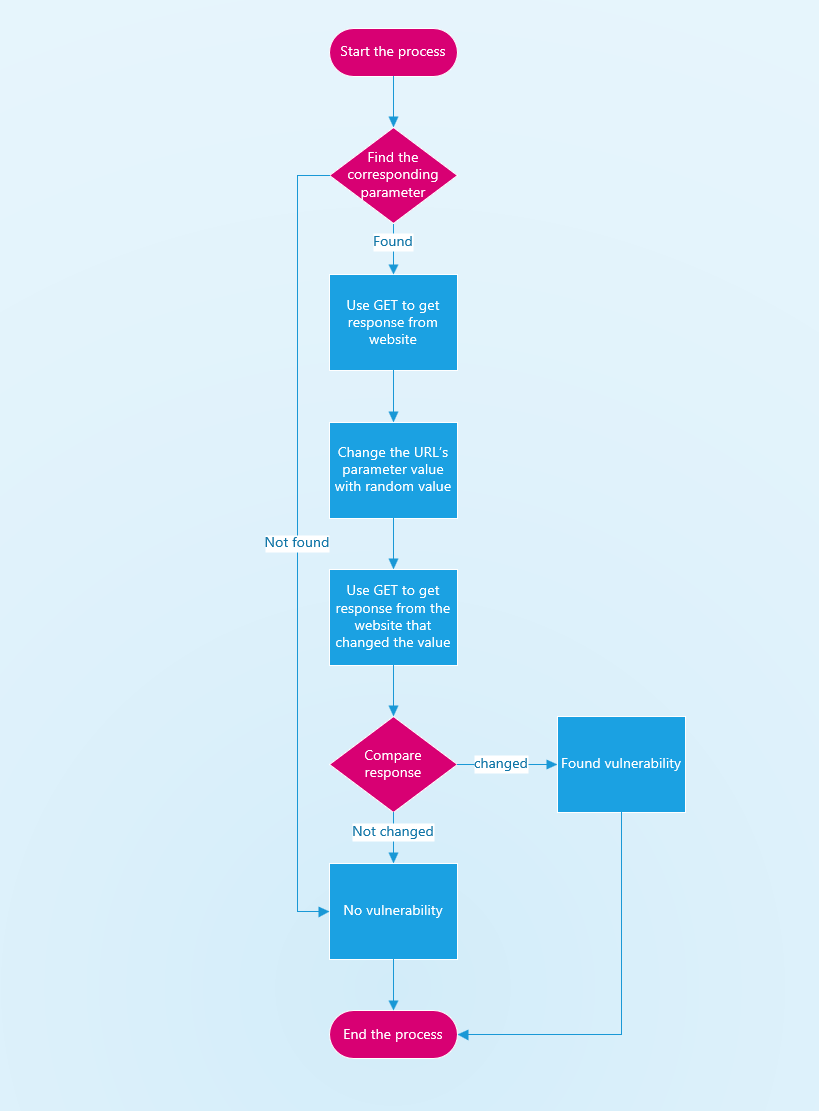 Start the process
Find the
corresponding
parameter
Found
Use GET to get
response from
website
Change the URL's
parameter value
with random value
Not found
Use GET to get
response from the
website that
changed the value
Compare
response
changed
Found vulnerability
Not changed
No vulnerability
End the process